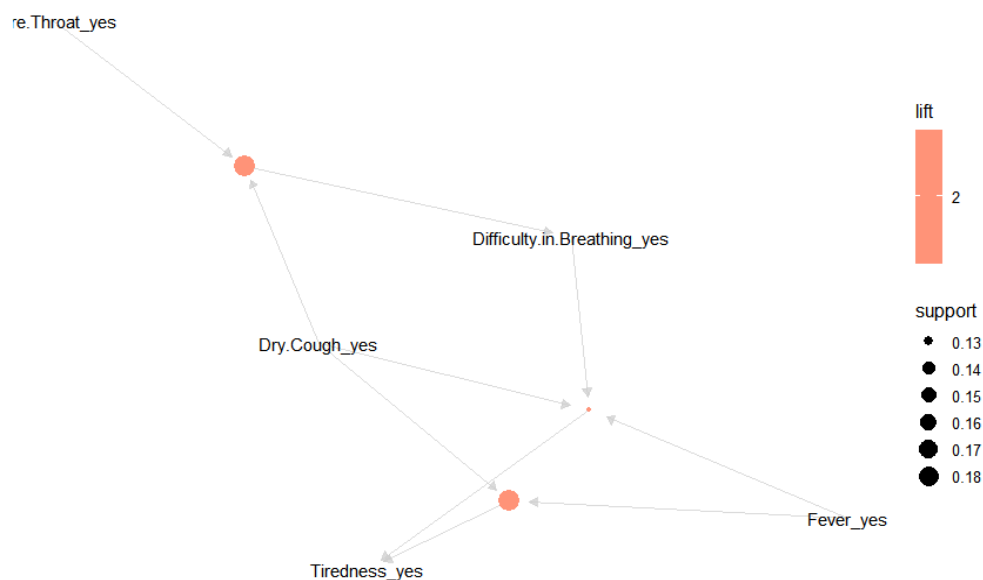 re.Throat_yes
lift
2
Difficulty.in.Breathing_yes
support
0.13
Dry.Cough_yes
0.14
0.15
0.16
0.17
0.18
Fever_yes
Tiredness_yes